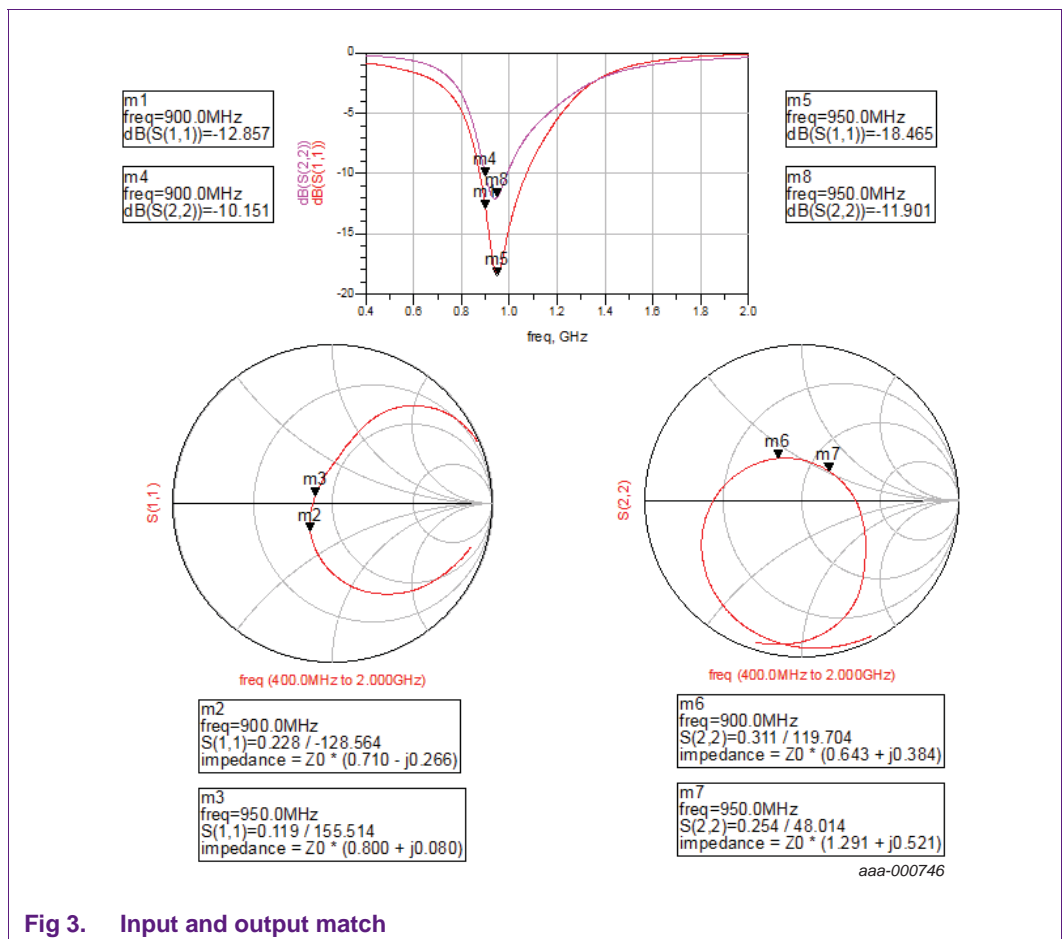 m1
freq=900.0MHz
dB(S(1,1))=-12.857
m4
freq=900.0MHz
dB(S(2,2))=-10.151
dB(S(2,2))
dB(S(1,1))
0
-5
-10
-15
-20
m4
m8
m1
m5
0.4 0.6 0.8 1.0 1.2 1.4 1.6 1.8 2.0
freq, GHz
m5
freq=950.0MHz
dB(S(1,1))=-18.465
m8
freq=950.0MHz
dB(S(2,2))=-11.901
S(1,1)
m3
m2
freq (400.0MHz to 2.000GHz)
S(2,2)
m6
m7
freq (400.0MHz to 2.000GHz)
m2
freq=900.0MHz
S(1,1)=0.228 / -128.564
impedance = Z0 * (0.710 - j0.266)
m3
freq=950.0MHz
S(1,1)=0.119 / 155.514
impedance = Z0 * (0.800 + j0.080)
m6
freq=900.0MHz
S(2,2)=0.311 / 119.704
impedance = Z0 * (0.643 + j0.384)
m7
freq=950.0MHz
S(2,2)=0.254 / 48.014
impedance = Z0 * (1.291 + j0.521)
aaa-000746
Fig 3. Input and output match